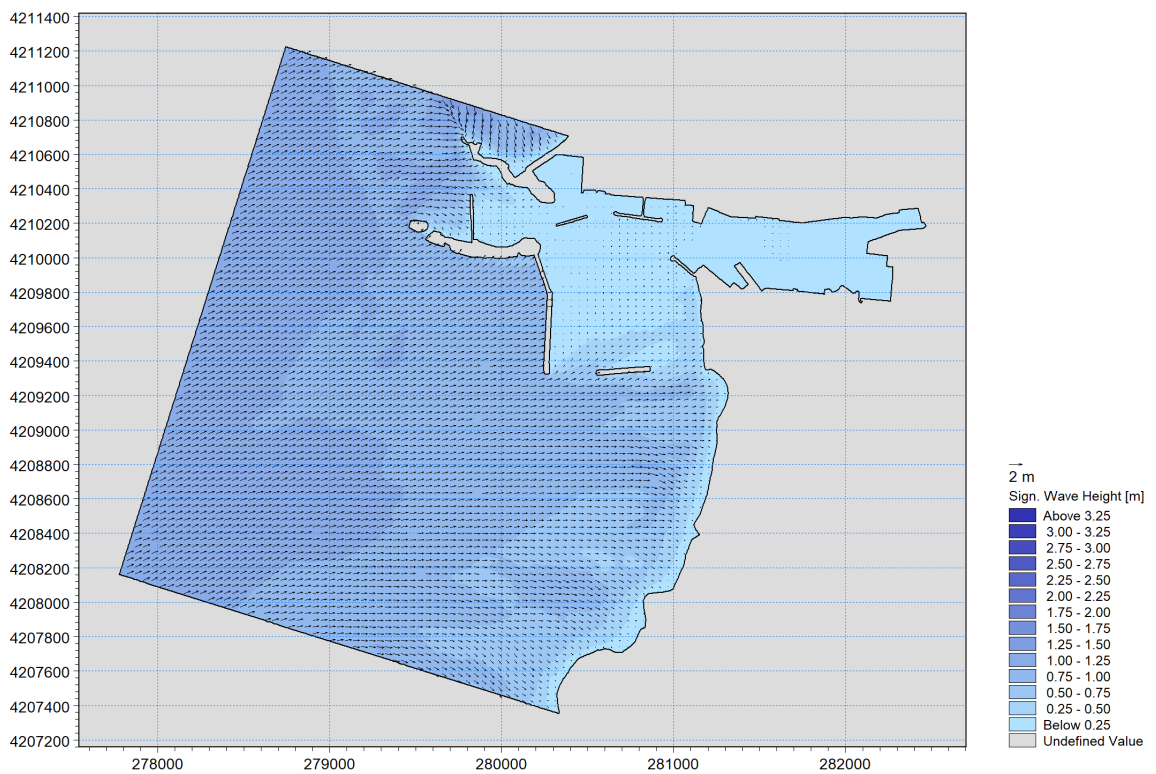 4211400
4211200
4211000
4210800
4210600
4210400
4210200
4210000
4209800
4209600
4209400
4209200
4209000
4208800
4208600
4208400
4208200
4208000
4207800
4207600
4207400
4207200
278000 279000 280000 281000 282000
2 m
Sign. Wave Height [m]
Above 3.25
3.00 - 3.25
2.75 - 3.00
2.50 - 2.75
2.25 - 2.50
2.00 - 2.25
1.75 - 2.00
1.50 - 1.75
1.25 - 1.50
1.00 - 1.25
0.75 - 1.00
0.50 - 0.75
0.25 - 0.50
Below 0.25
Undefined Value